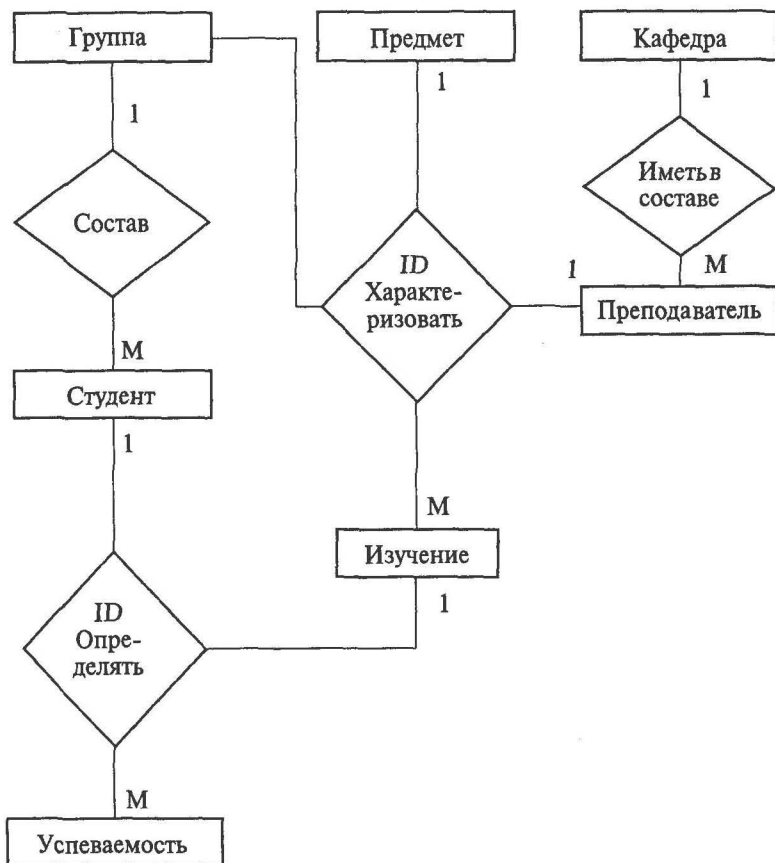 Группа
Предмет
Кафедра
1
1
1
Состав
Иметь в
составе
ID
Характе-
ризовать
1
М
Преподаватель
М
Студент
1
М
Изучение
1
ID
Опре-
делять
М
Успеваемость